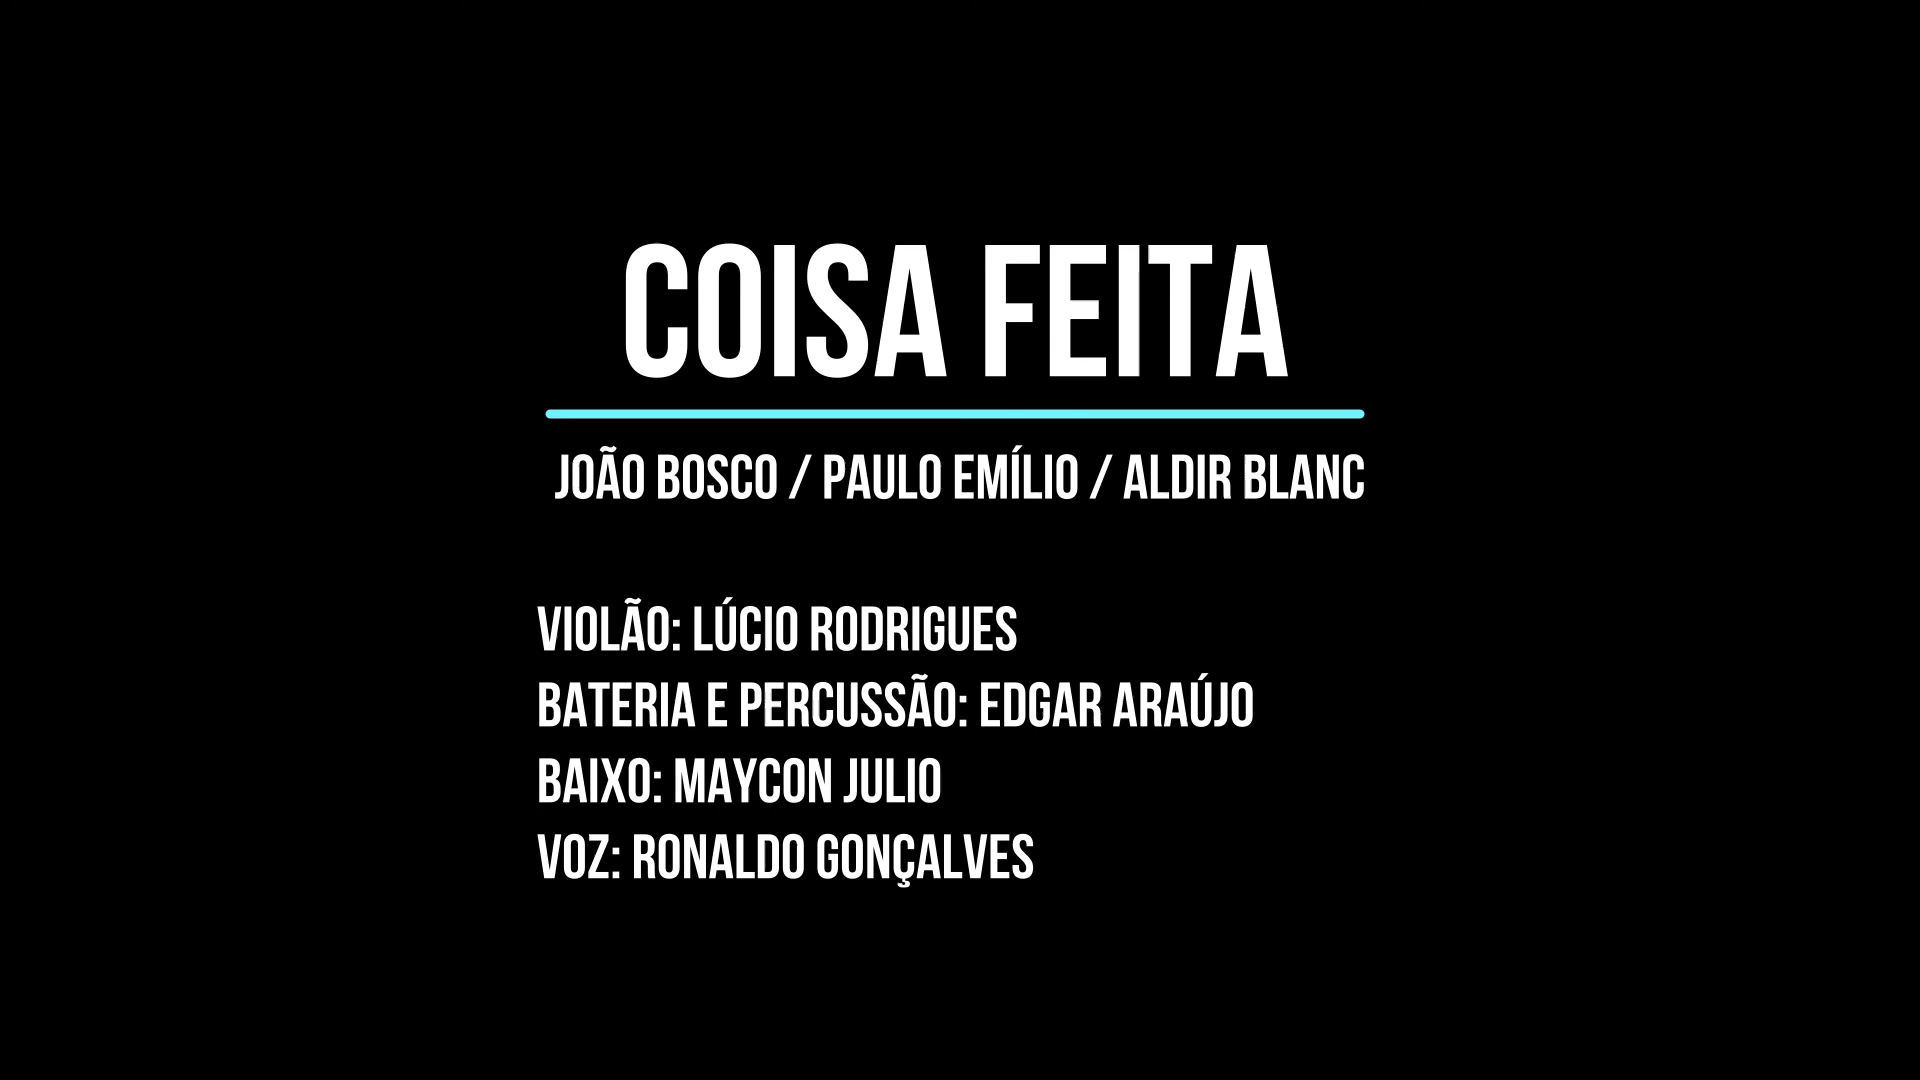 COISA FEITA
JOÃO BOSCO / PAULO EMÍLIO / ALDIR BLANC
VIOLÃO: LÚCIO RODRIGUES
BATERIA E PERCUSSÃO: EDGAR ARAÚJO
BAIXO: MAYCON JULIO
VOZ: RONALDO GONÇALVES